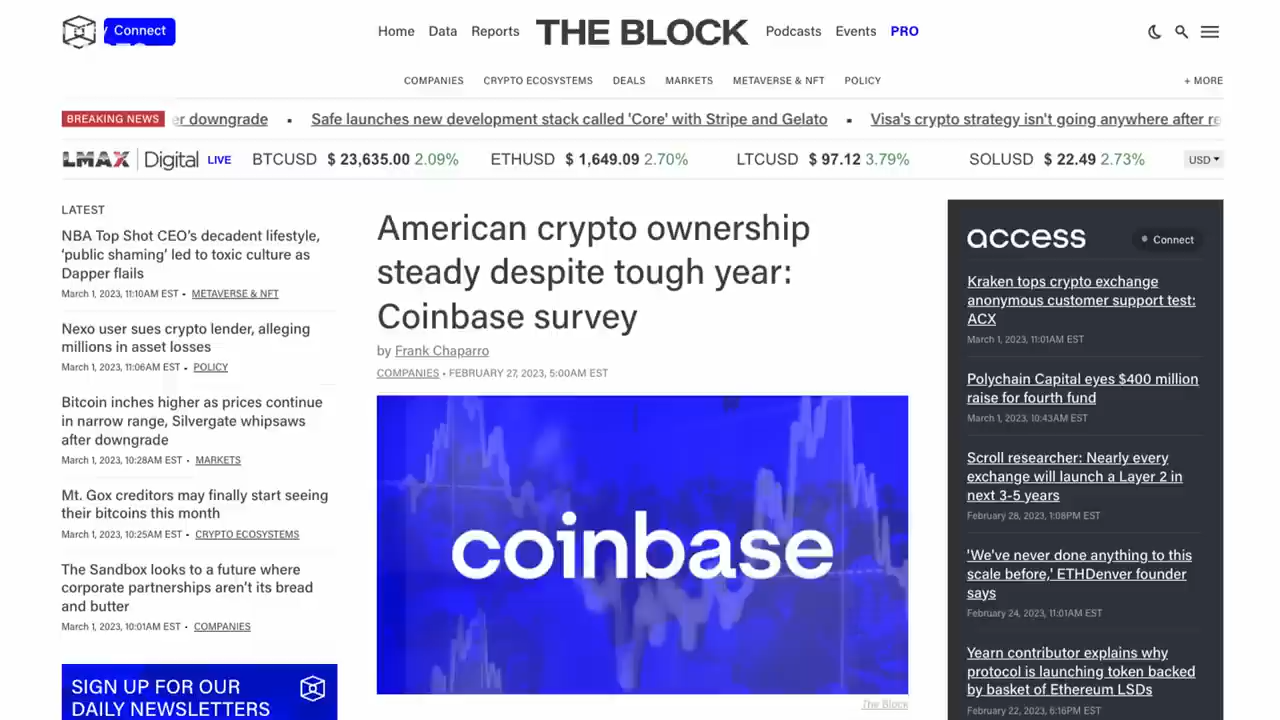 Connect
Home Data Reports THE BLOCK Podcasts Events PRO
COMPANIES CRYPTO ECOSYSTEMS DEALS MARKETS METAVERSE & NFT POLICY + MORE
BREAKING NEWS er downgrade ▪ Safe launches new development stack called 'Core' with Stripe and Gelato ▪ Visa's crypto strategy isn't going anywhere after re
LMAX Digital LIVE BTCUSD $ 23,635.00 2.09% ETHUSD $ 1,649.09 2.70% LTCUSD $ 97.12 3.79% SOLUSD $ 22.49 2.73% USD
LATEST
NBA Top Shot CEO’s decadent lifestyle,
‘public shaming’ led to toxic culture as
Dapper flails
March 1, 2023, 11:10AM EST • METAVERSE & NFT
Nexo user sues crypto lender, alleging
millions in asset losses
March 1, 2023, 11:06AM EST • POLICY
Bitcoin inches higher as prices continue
in narrow range, Silvergate whipsaws
after downgrade
March 1, 2023, 10:28AM EST • MARKETS
Mt. Gox creditors may finally start seeing
their bitcoins this month
March 1, 2023, 10:25AM EST • CRYPTO ECOSYSTEMS
The Sandbox looks to a future where
corporate partnerships aren’t its bread
and butter
March 1, 2023, 10:01AM EST • COMPANIES
SIGN UP FOR OUR
DAILY NEWSLETTERS
American crypto ownership
steady despite tough year:
Coinbase survey
by Frank Chaparro
COMPANIES • FEBRUARY 27, 2023, 5:00AM EST
coinbase
The Block
access
Connect
Kraken tops crypto exchange
anonymous customer support test:
ACX
March 1, 2023, 11:01AM EST
Polychain Capital eyes $400 million
raise for fourth fund
March 1, 2023, 10:43AM EST
Scroll researcher: Nearly every
exchange will launch a Layer 2 in
next 3-5 years
February 28, 2023, 1:08PM EST
'We've never done anything to this
scale before,' ETHDenver founder
says
February 24, 2023, 11:01AM EST
Yearn contributor explains why
protocol is launching token backed
by basket of Ethereum LSDs
February 22, 2023, 6:16PM EST